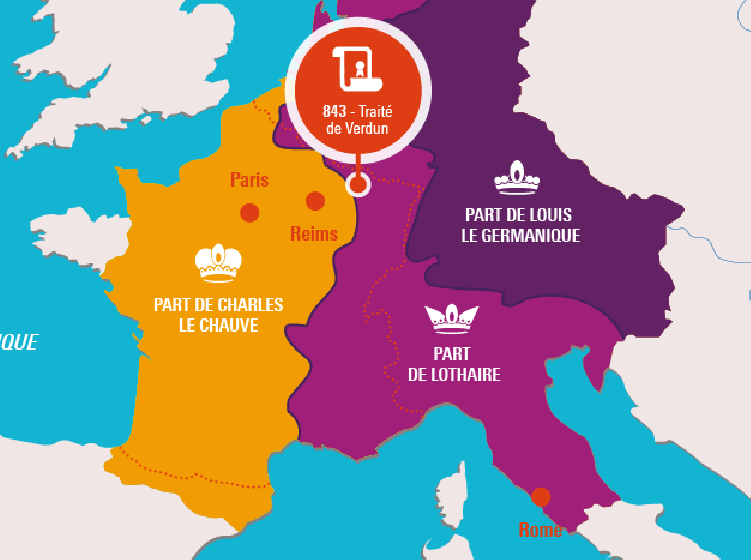 843 - Traité
de Verdun
Paris
Reims
PART DE LOUIS
LE GERMANIQUE
PART DE CHARLES
LE CHAUVE
QUE
PART
DE LOTHAIRE
Rome